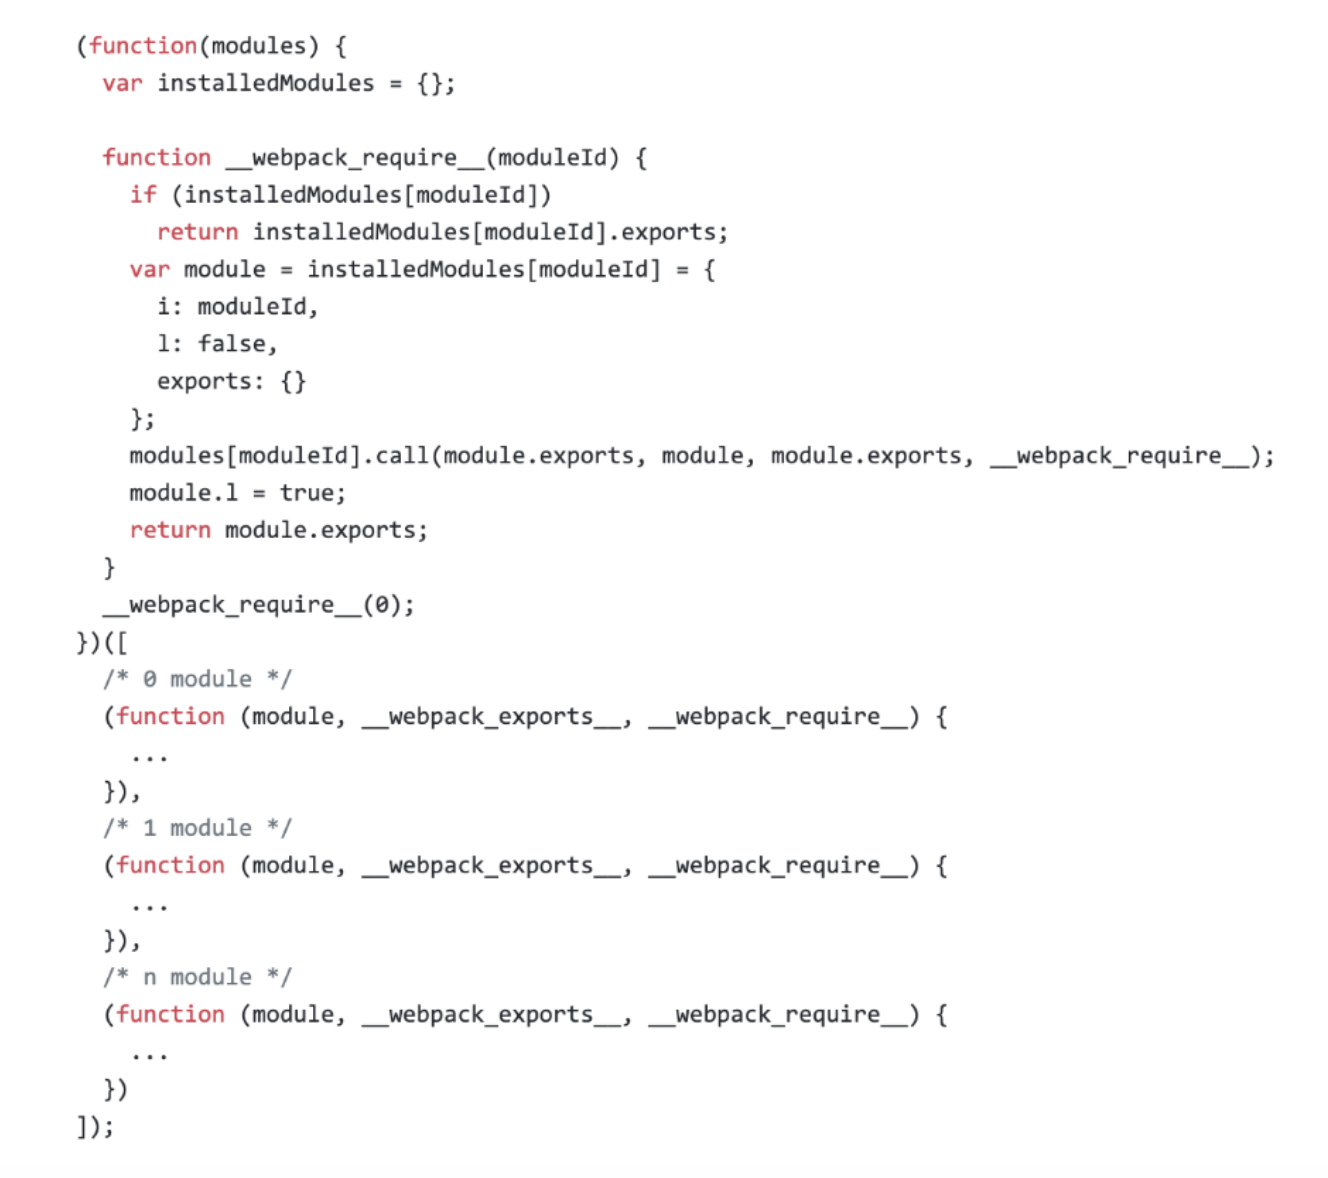 (function(modules) {
  var installedModules = {};

  function __webpack_require__(moduleId) {
    if (installedModules[moduleId])
      return installedModules[moduleId].exports;
    var module = installedModules[moduleId] = {
      i: moduleId,
      l: false,
      exports: {}
    };
    modules[moduleId].call(module.exports, module, module.exports, __webpack_require__);
    module.l = true;
    return module.exports;
  }
  __webpack_require__(0);
})([
  /* 0 module */
  (function (module, __webpack_exports__, __webpack_require__) {
    ...
  }),
  /* 1 module */
  (function (module, __webpack_exports__, __webpack_require__) {
    ...
  }),
  /* n module */
  (function (module, __webpack_exports__, __webpack_require__) {
    ...
  })
]);